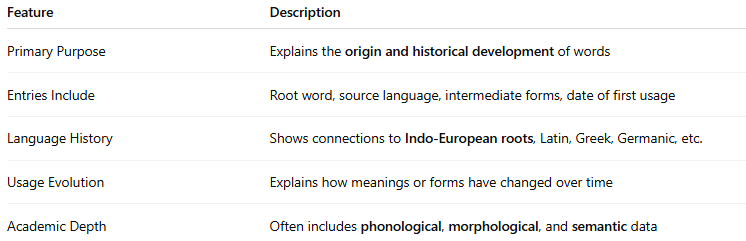 Feature Description
Primary Purpose Explains the origin and historical development of words
Entries Include Root word, source language, intermediate forms, date of first usage
Language History Shows connections to Indo-European roots, Latin, Greek, Germanic, etc.
Usage Evolution Explains how meanings or forms have changed over time
Academic Depth Often includes phonological, morphological, and semantic data